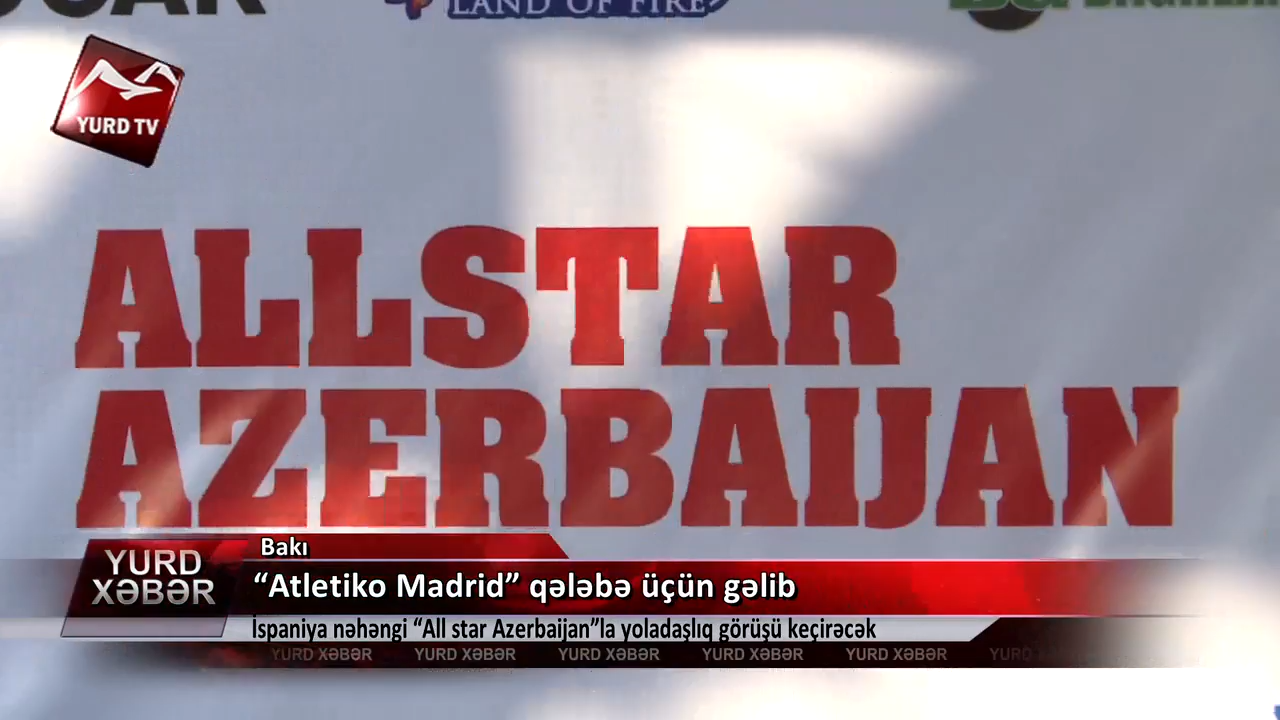 LAND OF FIRE
YURD TV
ALLSTAR
AZERBAIJAN
Bakı
YURD
XƏBƏR
“Atletiko Madrid” qələbə üçün gəlib
İspaniya nəhəngi “All star Azerbaijan”la yoladaşlıq görüşü keçirəcək
YURD XƏBƏR YURD XƏBƏR YURD XƏBƏR YURD XƏBƏR YURD XƏBƏR YURD